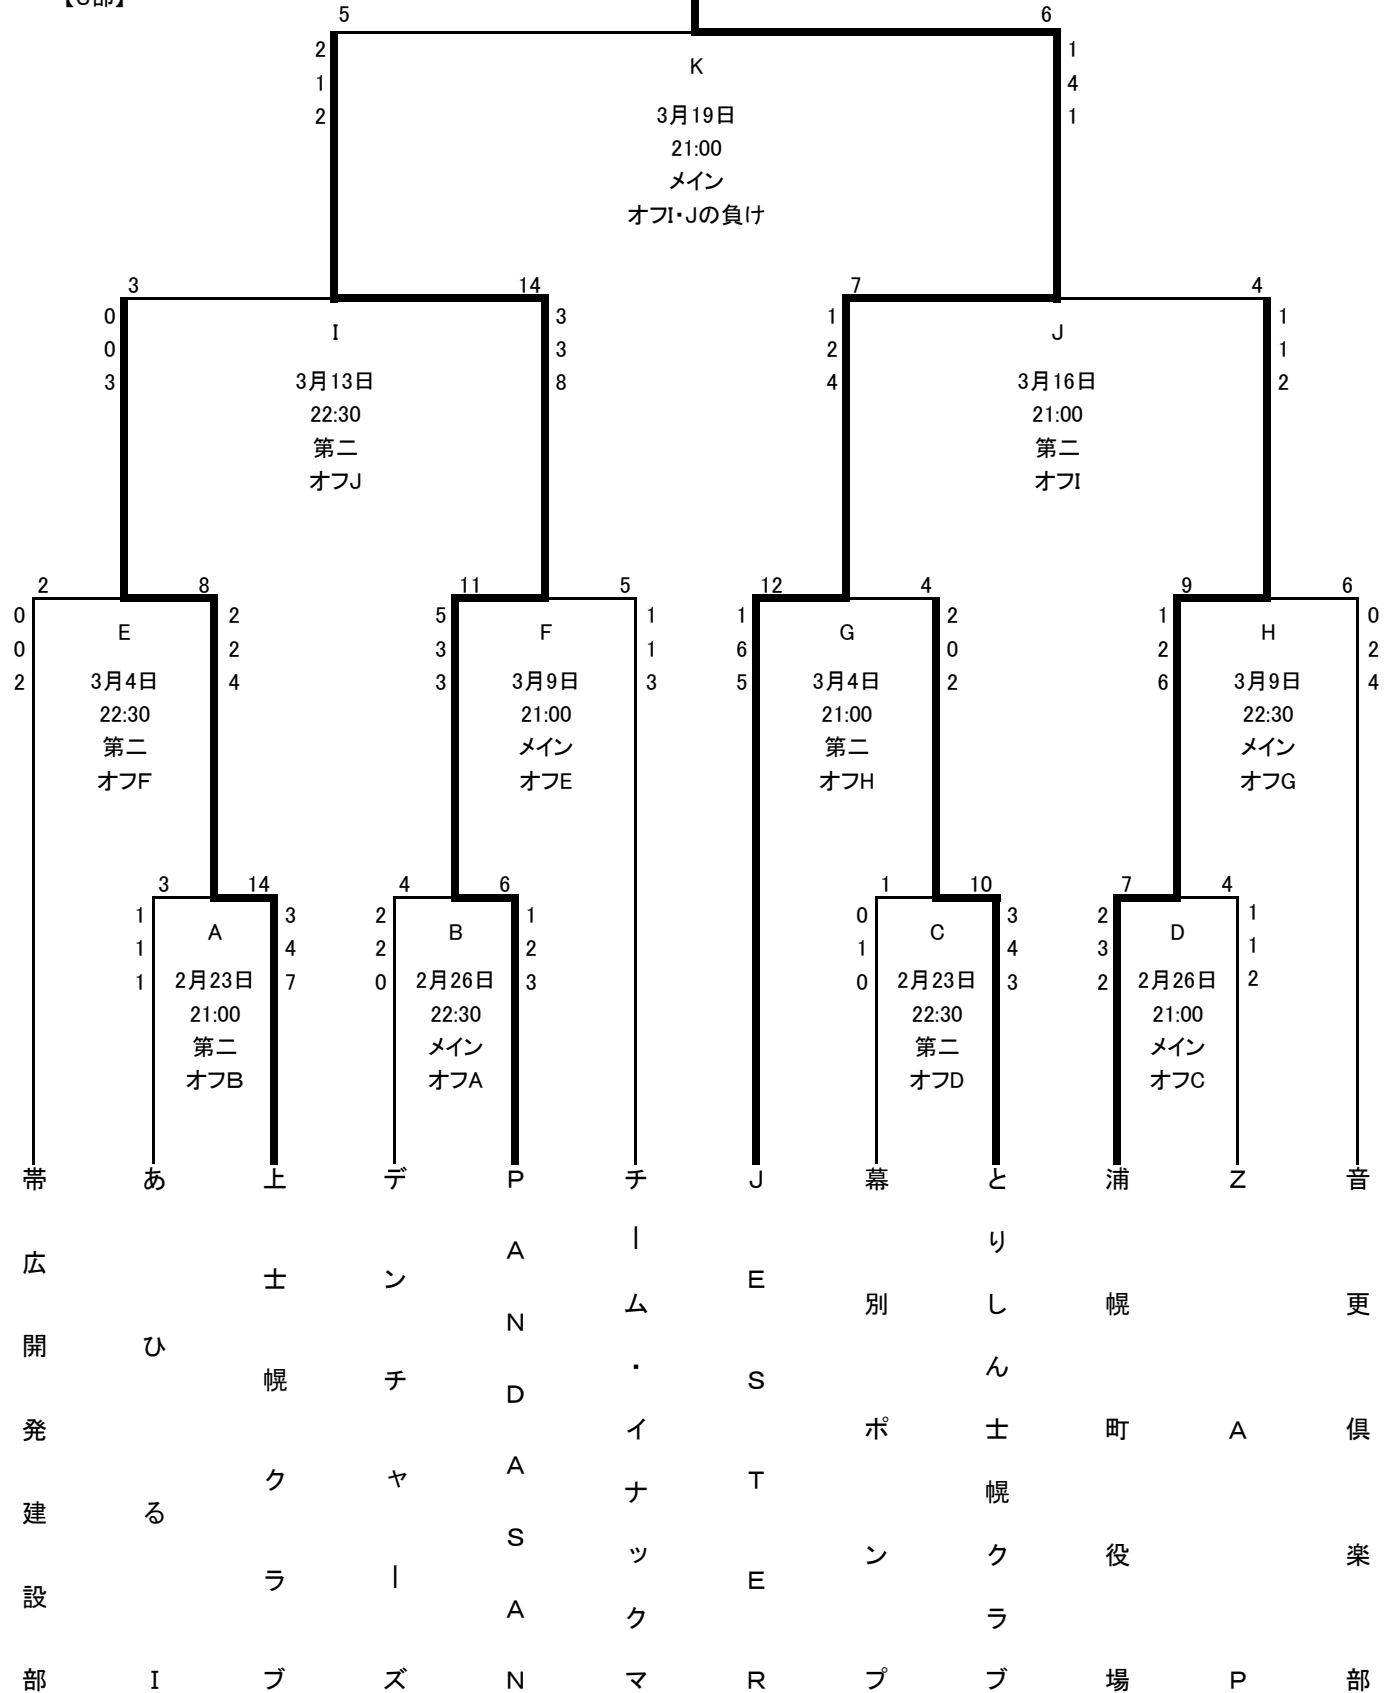 5 6
2 1
K
1 4
2 1
3月19日
21:00
メイン
オフI・Jの負け
3 14 7 4
0 3 1 1
I J
0 3 2 1
3 8 4 2
3月13日 3月16日
22:30 21:00
第二 第二
オフJ オフI
2 8 11 5 12 4 9 6
0 2 5 1 1 2 1 0
E F G H
0 2 3 1 6 0 2 2
2 3月4日 4 3 3月9日 3 5 3月4日 2 6 3月9日 4
22:30 21:00 21:00 22:30
第二 メイン 第二 メイン
オフF オフE オフH オフG
3 14 4 6 1 10 7 4
1 3 2 1 0 3 2 1
A B C D
1 4 2 2 1 4 3 1
1 2月23日 7 0 2月26日 3 0 2月23日 3 2 2月26日 2
21:00 22:30 22:30 21:00
第二 メイン 第二 メイン
オフB オフA オフD オフC
帯広開発建設部
あひるI
上士幌クラブ
デンチャーズ
PANDASAN
チーム・イナックマ
JESTER
幕別ポンプ
とりしん士幌クラブ
浦幌町役場
ZAP
音更倶楽部